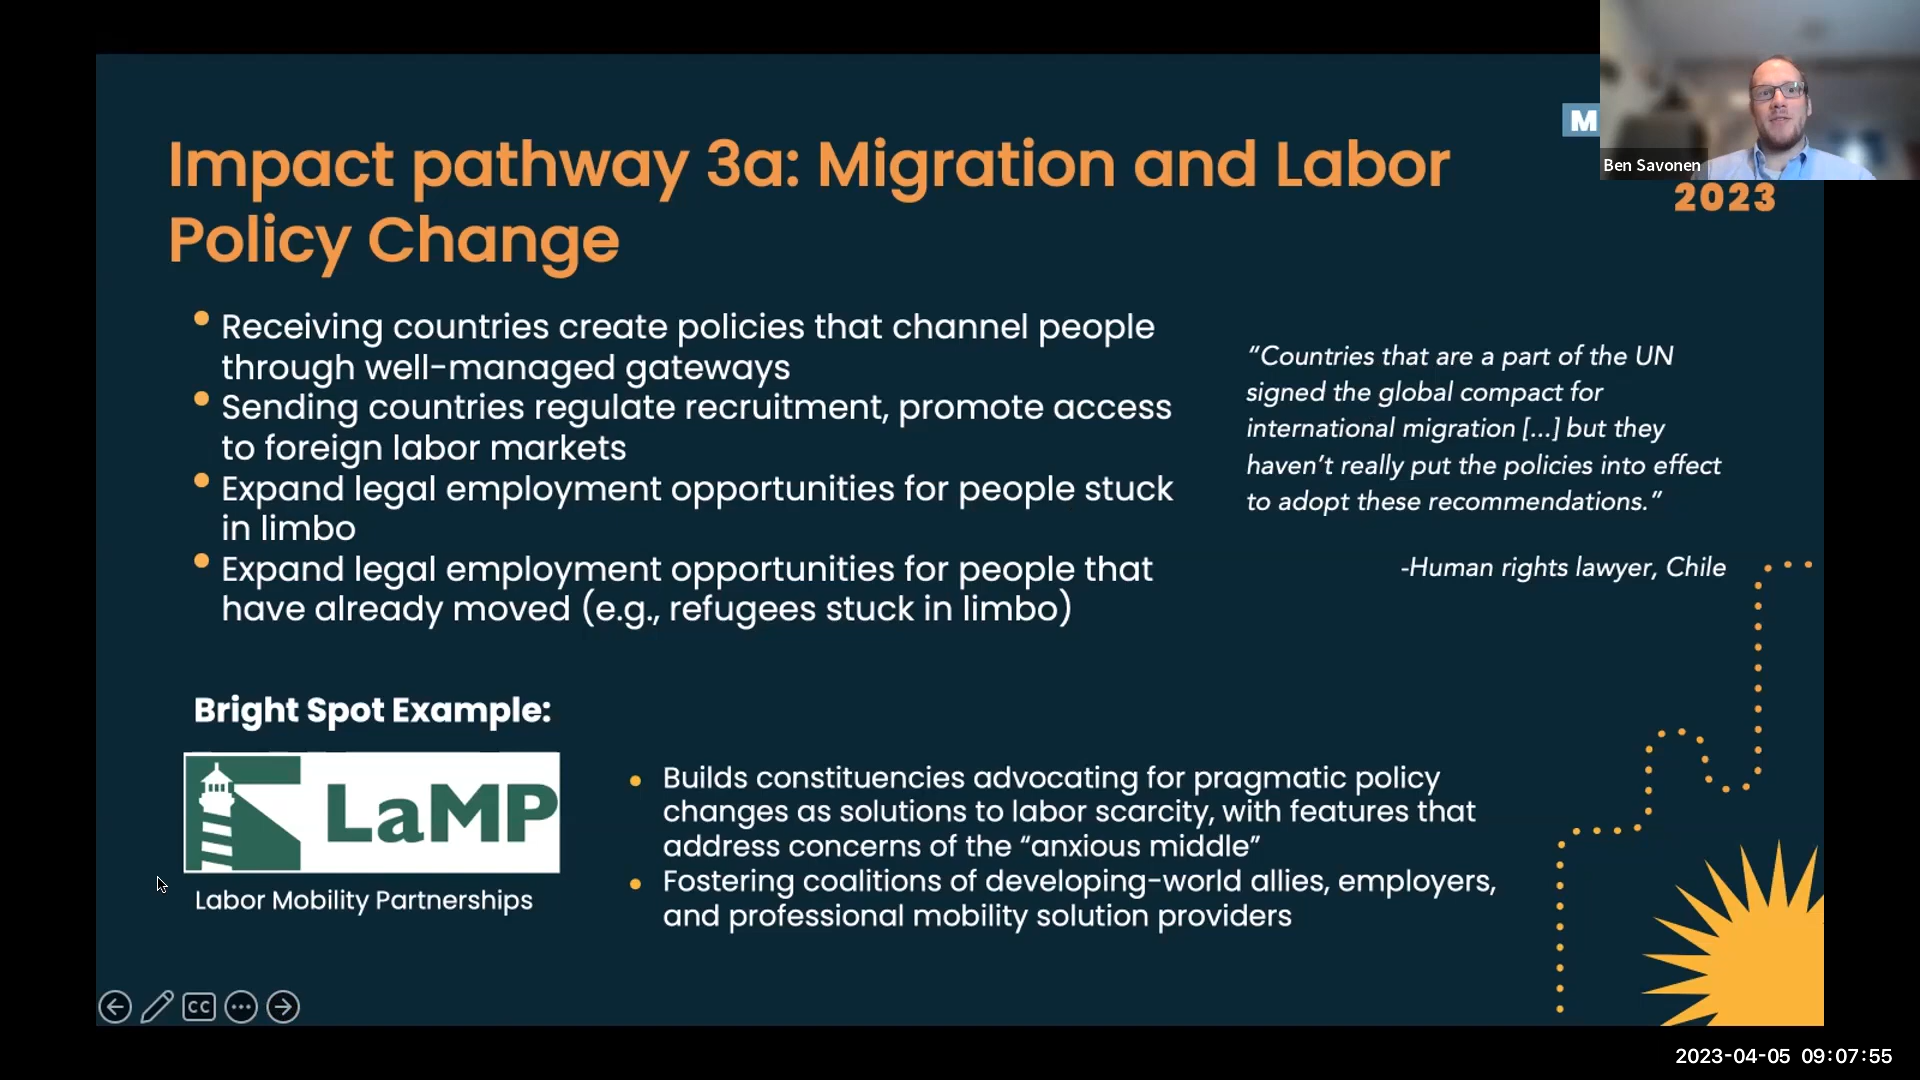 M
Ben Savonen
2023
Impact pathway 3a: Migration and Labor
Policy Change
• Receiving countries create policies that channel people
through well-managed gateways
• Sending countries regulate recruitment, promote access
to foreign labor markets
• Expand legal employment opportunities for people stuck
in limbo
• Expand legal employment opportunities for people that
have already moved (e.g., refugees stuck in limbo)
“Countries that are a part of the UN
signed the global compact for
international migration [...] but they
haven’t really put the policies into effect
to adopt these recommendations.”
-Human rights lawyer, Chile
Bright Spot Example:
LaMP
Labor Mobility Partnerships
• Builds constituencies advocating for pragmatic policy
changes as solutions to labor scarcity, with features that
address concerns of the “anxious middle”
• Fostering coalitions of developing-world allies, employers,
and professional mobility solution providers
CC
2023-04-05 09:07:55